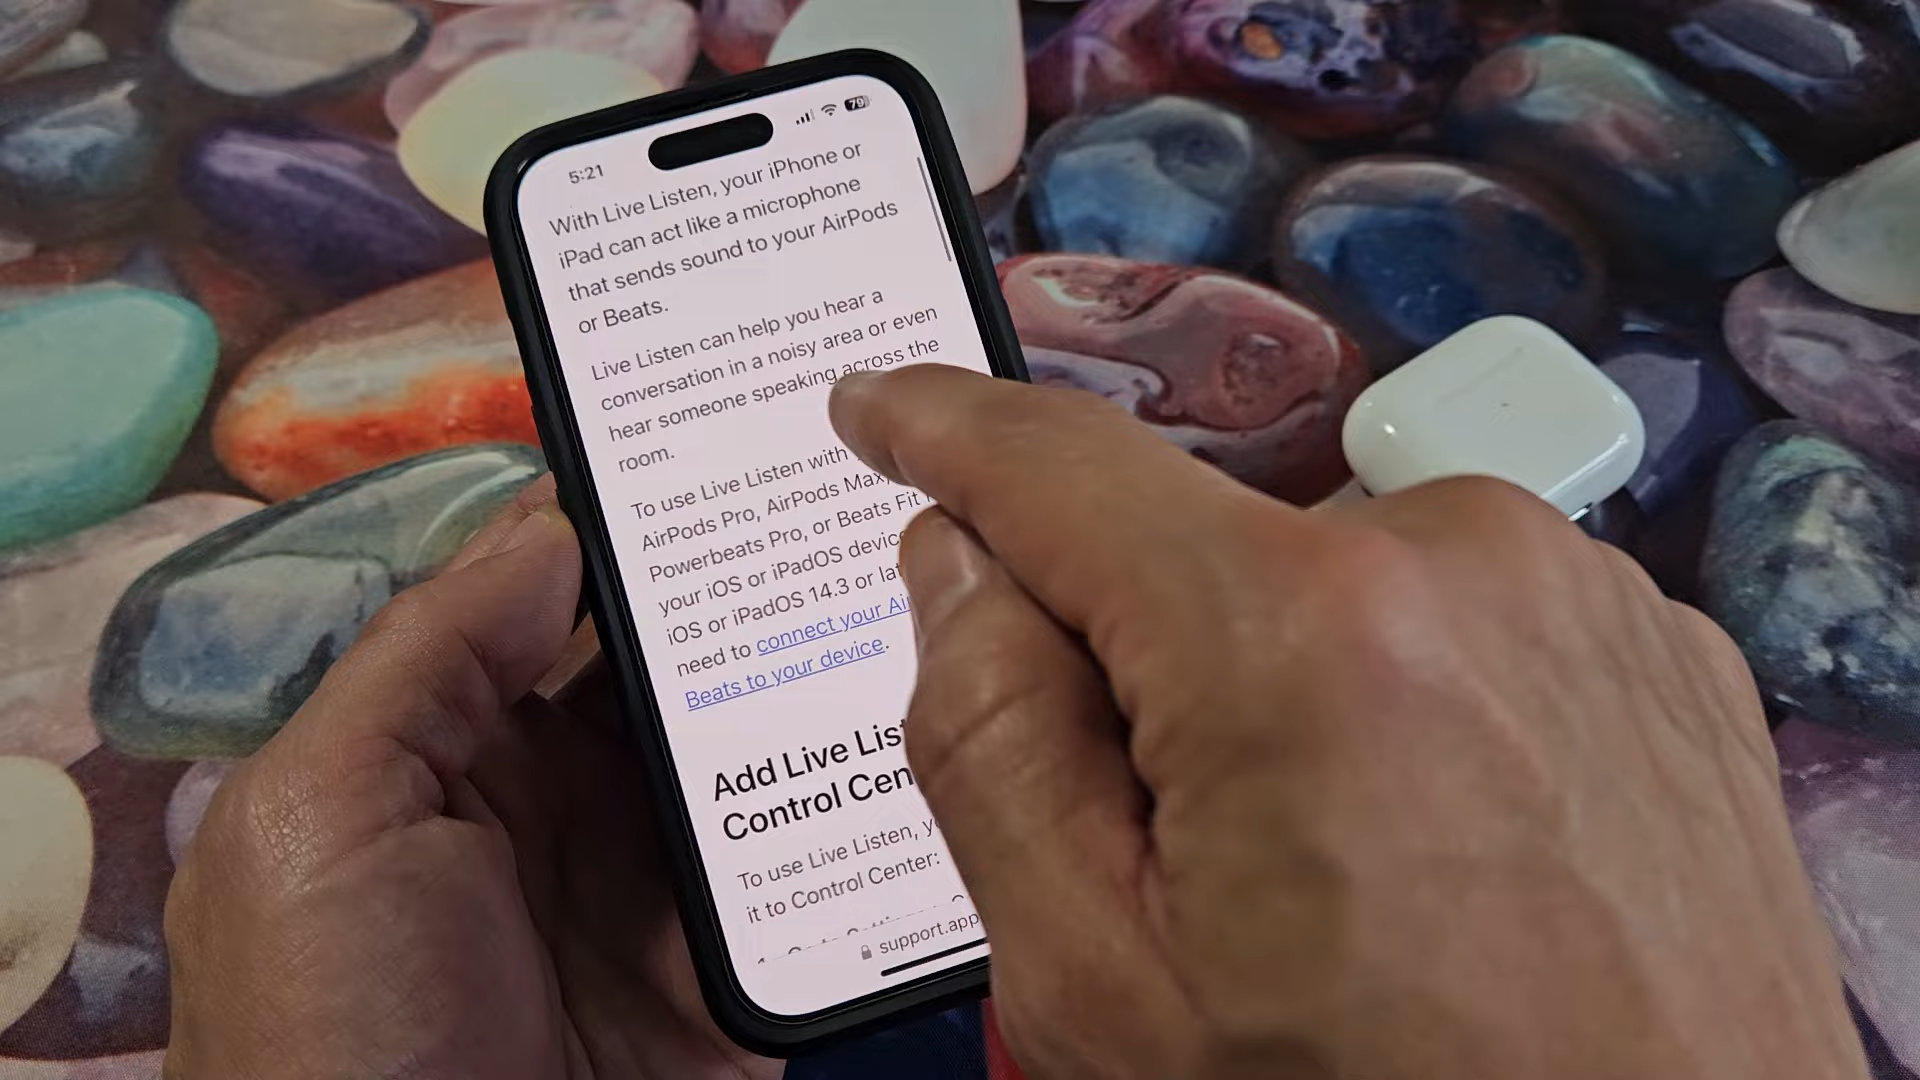 5:21
79
With Live Listen, your iPhone or
iPad can act like a microphone
that sends sound to your AirPods
or Beats.
Live Listen can help you hear a
conversation in a noisy area or even
hear someone speaking across the
room.
To use Live Listen with
AirPods Pro, AirPods Max,
Powerbeats Pro, or Beats Fit
your iOS or iPadOS
iOS or iPadOS 14.3 or
need to connect your
Beats to your device.
Add Live
Control
To use Live Listen,
it to Control Center:
support.app